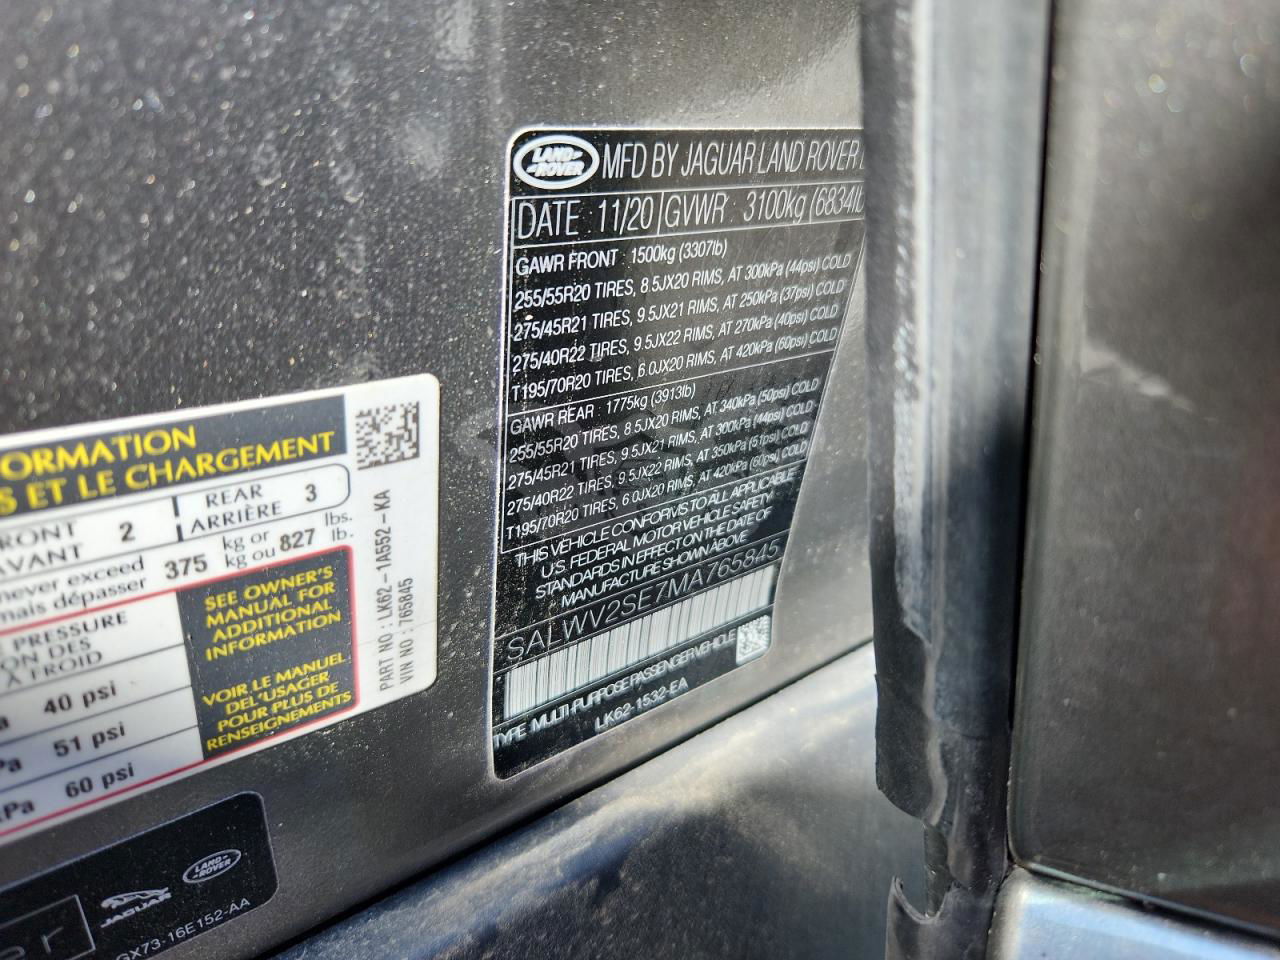 LAND ROVER
MFD BY JAGUAR LAND ROVER
DATE : 11/20 GVWR : 3100kg (6834lb
GAWR FRONT : 1500kg (3307lb)
255/55R20 TIRES, 8.5JX20 RIMS, AT 300kPa (44psi) COLD
275/45R21 TIRES, 9.5JX21 RIMS, AT 250kPa (37psi) COLD
275/40R22 TIRES, 9.5JX22 RIMS, AT 270kPa (40psi) COLD
T195/70R20 TIRES, 6.0JX20 RIMS, AT 420kPa (60psi) COLD
GAWR REAR : 1775kg (3913lb)
255/55R20 TIRES, 8.5JX20 RIMS, AT 340kPa (50psi) COLD
275/45R21 TIRES, 9.5JX21 RIMS, AT 300kPa (44psi) COLD
275/40R22 TIRES, 9.5JX22 RIMS, AT 350kPa (51psi) COLD
T195/70R20 TIRES, 6.0JX20 RIMS, AT 420kPa (60psi) COLD
THIS VEHICLE CONFORMS TO ALL APPLICABLE
U.S. FEDERAL MOTOR VEHICLE SAFETY
STANDARDS IN EFFECT ON THE DATE OF
MANUFACTURE SHOWN ABOVE
SALWV2SE7MA765845
TYPE : MULTI-PURPOSE PASSENGER VEHICLE
LK62-1532-EA
ORMATION
S ET LE CHARGEMENT
RONT 2 REAR 3
AVANT ARRIÈRE
never exceed 375 kg or 827 lbs.
mais dépasser kg ou lb.
PRESSURE
ON DES
À FROID
40 psi
Pa 51 psi
kPa 60 psi
SEE OWNER'S
MANUAL FOR
ADDITIONAL
INFORMATION
VOIR LE MANUEL
DE L'USAGER
POUR PLUS DE
RENSEIGNEMENTS
PART NO : LK62-1A552-KA
VIN NO : 765845
JAGUAR
LAND ROVER
er
GX73-16E152-AA